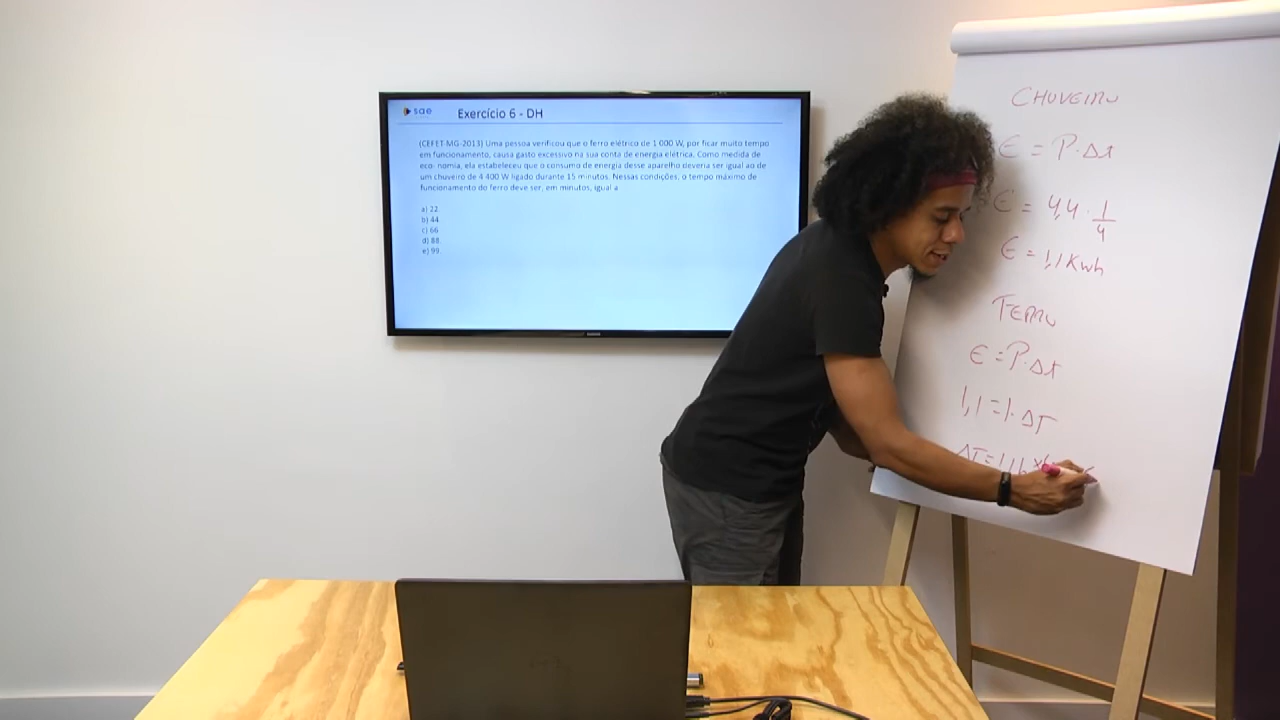 sae
Exercício 6 - DH
(CEFET-MG-2013) Uma pessoa verificou que o ferro elétrico de 1 000 W, por ficar muito tempo
em funcionamento, causa gasto excessivo na sua conta de energia elétrica. Como medida de
eco nomia, ela estabeleceu que o consumo de energia desse aparelho deveria ser igual ao de
um chuveiro de 4 400 W ligado durante 15 minutos. Nessas condições, o tempo máximo de
funcionamento do ferro deve ser, em minutos, igual a
a) 22.
b) 44.
c) 66.
d) 88.
e) 99.
CHUVEIRO
E = P·Δt
E = 4,4 · 1/4
E = 1,1 Kwh
FERRO
E = P·Δt
1,1 = 1·ΔT
ΔT = 1,1h